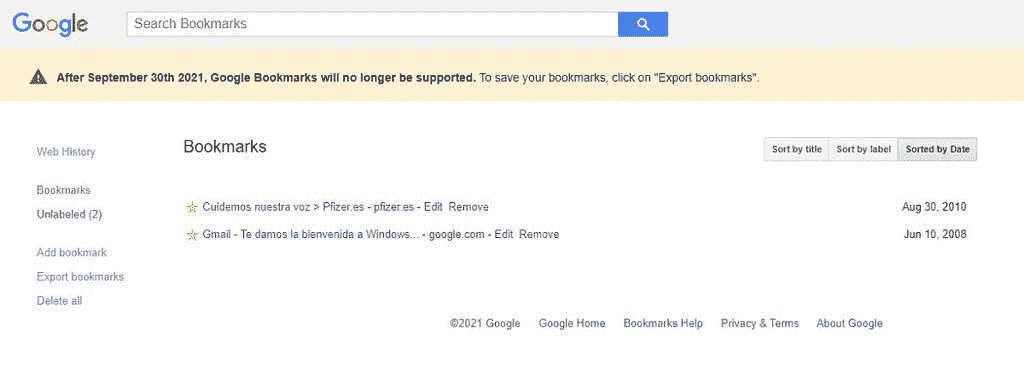 Google Search Bookmarks
After September 30th 2021, Google Bookmarks will no longer be supported. To save your bookmarks, click on "Export bookmarks".
Web History
Bookmarks
Unlabeled (2)
Add bookmark
Export bookmarks
Delete all
Bookmarks
Sort by title Sort by label Sorted by Date
Cuidemos nuestra voz > Pfizer.es - pfizer.es - Edit Remove Aug 30, 2010
Gmail - Te damos la bienvenida a Windows... - google.com - Edit Remove Jun 10, 2008
©2021 Google Google Home Bookmarks Help Privacy & Terms About Google